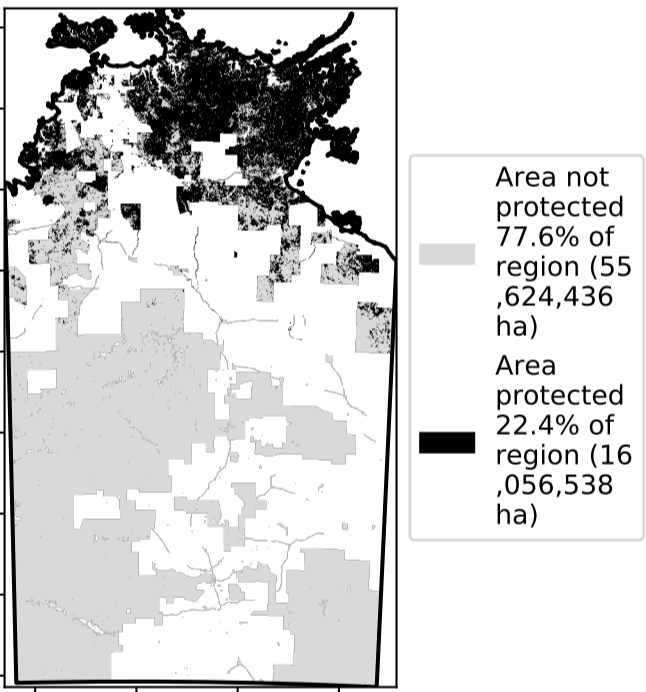 Area not
protected
77.6% of
region (55
,624,436
ha)
Area
protected
22.4% of
region (16
,056,538
ha)